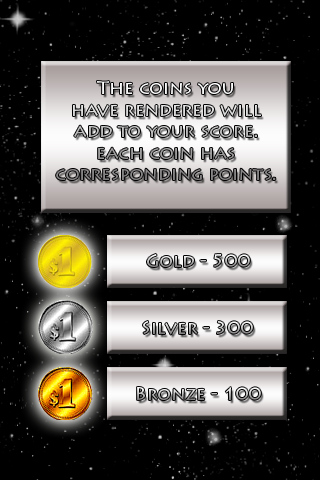 The coins you
have rendered will
add to your score.
each coin has
corresponding points.
$1
Gold - 500
$1
Silver - 300
$1
Bronze - 100